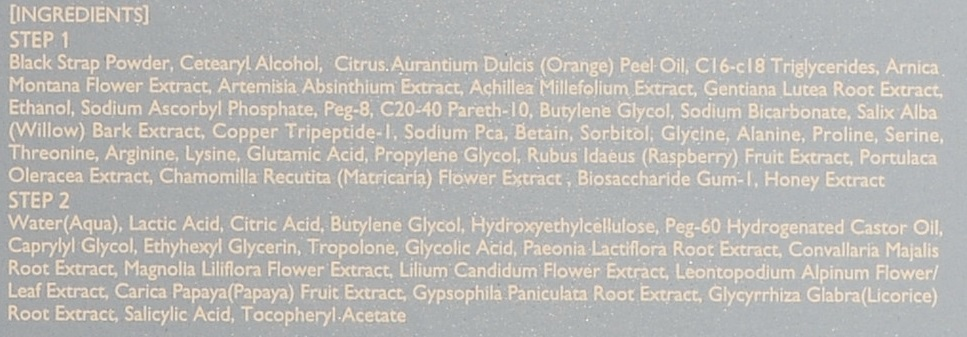 [INGREDIENTS]
STEP 1
Black Strap Powder, Cetearyl Alcohol, Citrus Aurantium Dulcis (Orange) Peel Oil, C16-c18 Triglycerides, Arnica
Montana Flower Extract, Artemisia Absinthium Extract, Achillea Millefolium Extract, Gentiana Lutea Root Extract,
Ethanol, Sodium Ascorbyl Phosphate, Peg-8, C20-40 Pareth-10, Butylene Glycol, Sodium Bicarbonate, Salix Alba
(Willow) Bark Extract, Copper Tripeptide-1, Sodium Pca, Betain, Sorbitol, Glycine, Alanine, Proline, Serine,
Threonine, Arginine, Lysine, Glutamic Acid, Propylene Glycol, Rubus Idaeus (Raspberry) Fruit Extract, Portulaca
Oleracea Extract, Chamomilla Recutita (Matricaria) Flower Extract , Biosaccharide Gum-1, Honey Extract
STEP 2
Water(Aqua), Lactic Acid, Citric Acid, Butylene Glycol, Hydroxyethylcellulose, Peg-60 Hydrogenated Castor Oil,
Caprylyl Glycol, Ethyhexyl Glycerin, Tropolone, Glycolic Acid, Paeonia Lactiflora Root Extract, Convallaria Majalis
Root Extract, Magnolia Liliflora Flower Extract, Lilium Candidum Flower Extract, Leontopodium Alpinum Flower/
Leaf Extract, Carica Papaya(Papaya) Fruit Extract, Gypsophila Paniculata Root Extract, Glycyrrhiza Glabra(Licorice)
Root Extract, Salicylic Acid, Tocopheryl Acetate